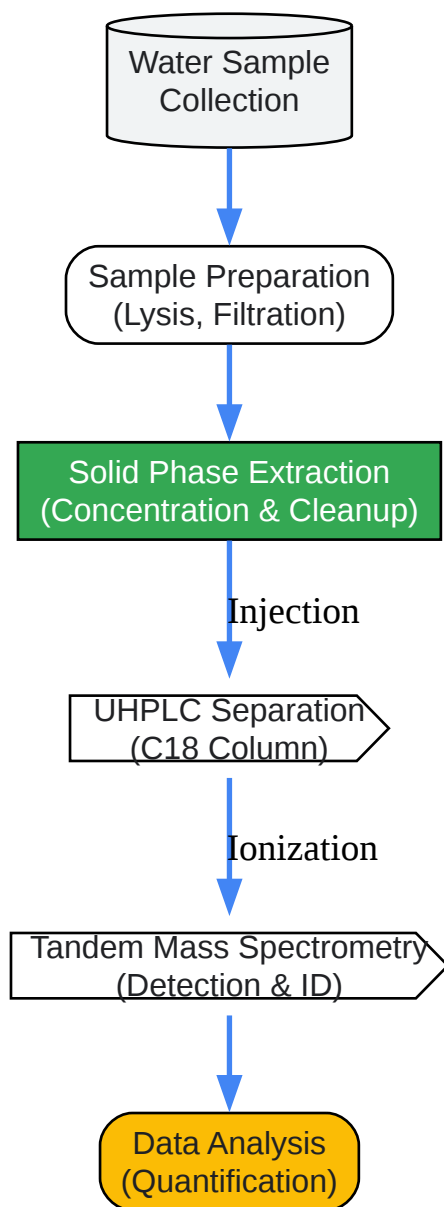 Water Sample
Collection
Sample Preparation
(Lysis, Filtration)
Solid Phase Extraction
(Concentration & Cleanup)
Injection
UHPLC Separation
(C18 Column)
Ionization
Tandem Mass Spectrometry
(Detection & ID)
Data Analysis
(Quantification)